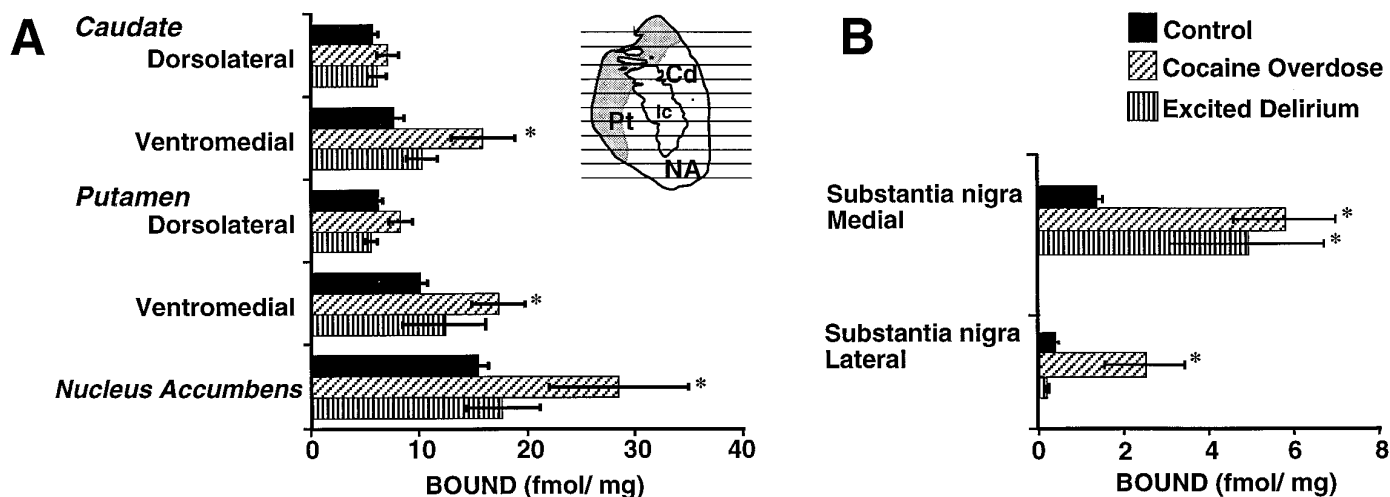 A
Caudate
Dorsolateral
Ventromedial
Putamen
Dorsolateral
Ventromedial
Nucleus Accumbens
*
*
*
0 10 20 30 40
BOUND (fmol/ mg)
Cd
Ic
Pt
NA
B
Control
Cocaine Overdose
Excited Delirium
Substantia nigra
Medial
*
*
Substantia nigra
Lateral
*
0 2 4 6 8
BOUND (fmol/ mg)